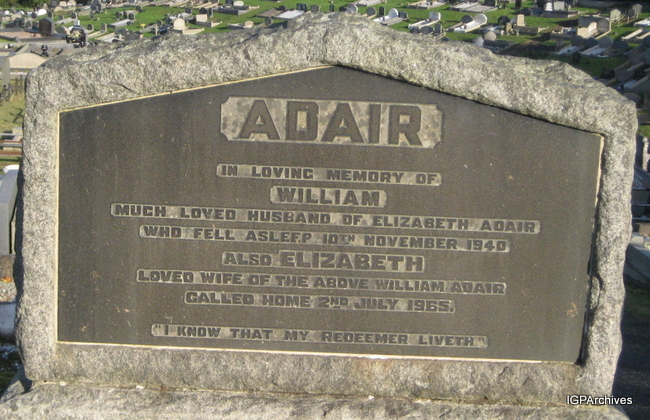 ADAIR
IN LOVING MEMORY OF
WILLIAM
MUCH LOVED HUSBAND OF ELIZABETH ADAIR
WHO FELL ASLEEP 10TH NOVEMBER 1940
ALSO ELIZABETH
LOVED WIFE OF THE ABOVE WILLIAM ADAIR
CALLED HOME 2ND JULY 1965.
"I KNOW THAT MY REDEEMER LIVETH".
IGPArchives